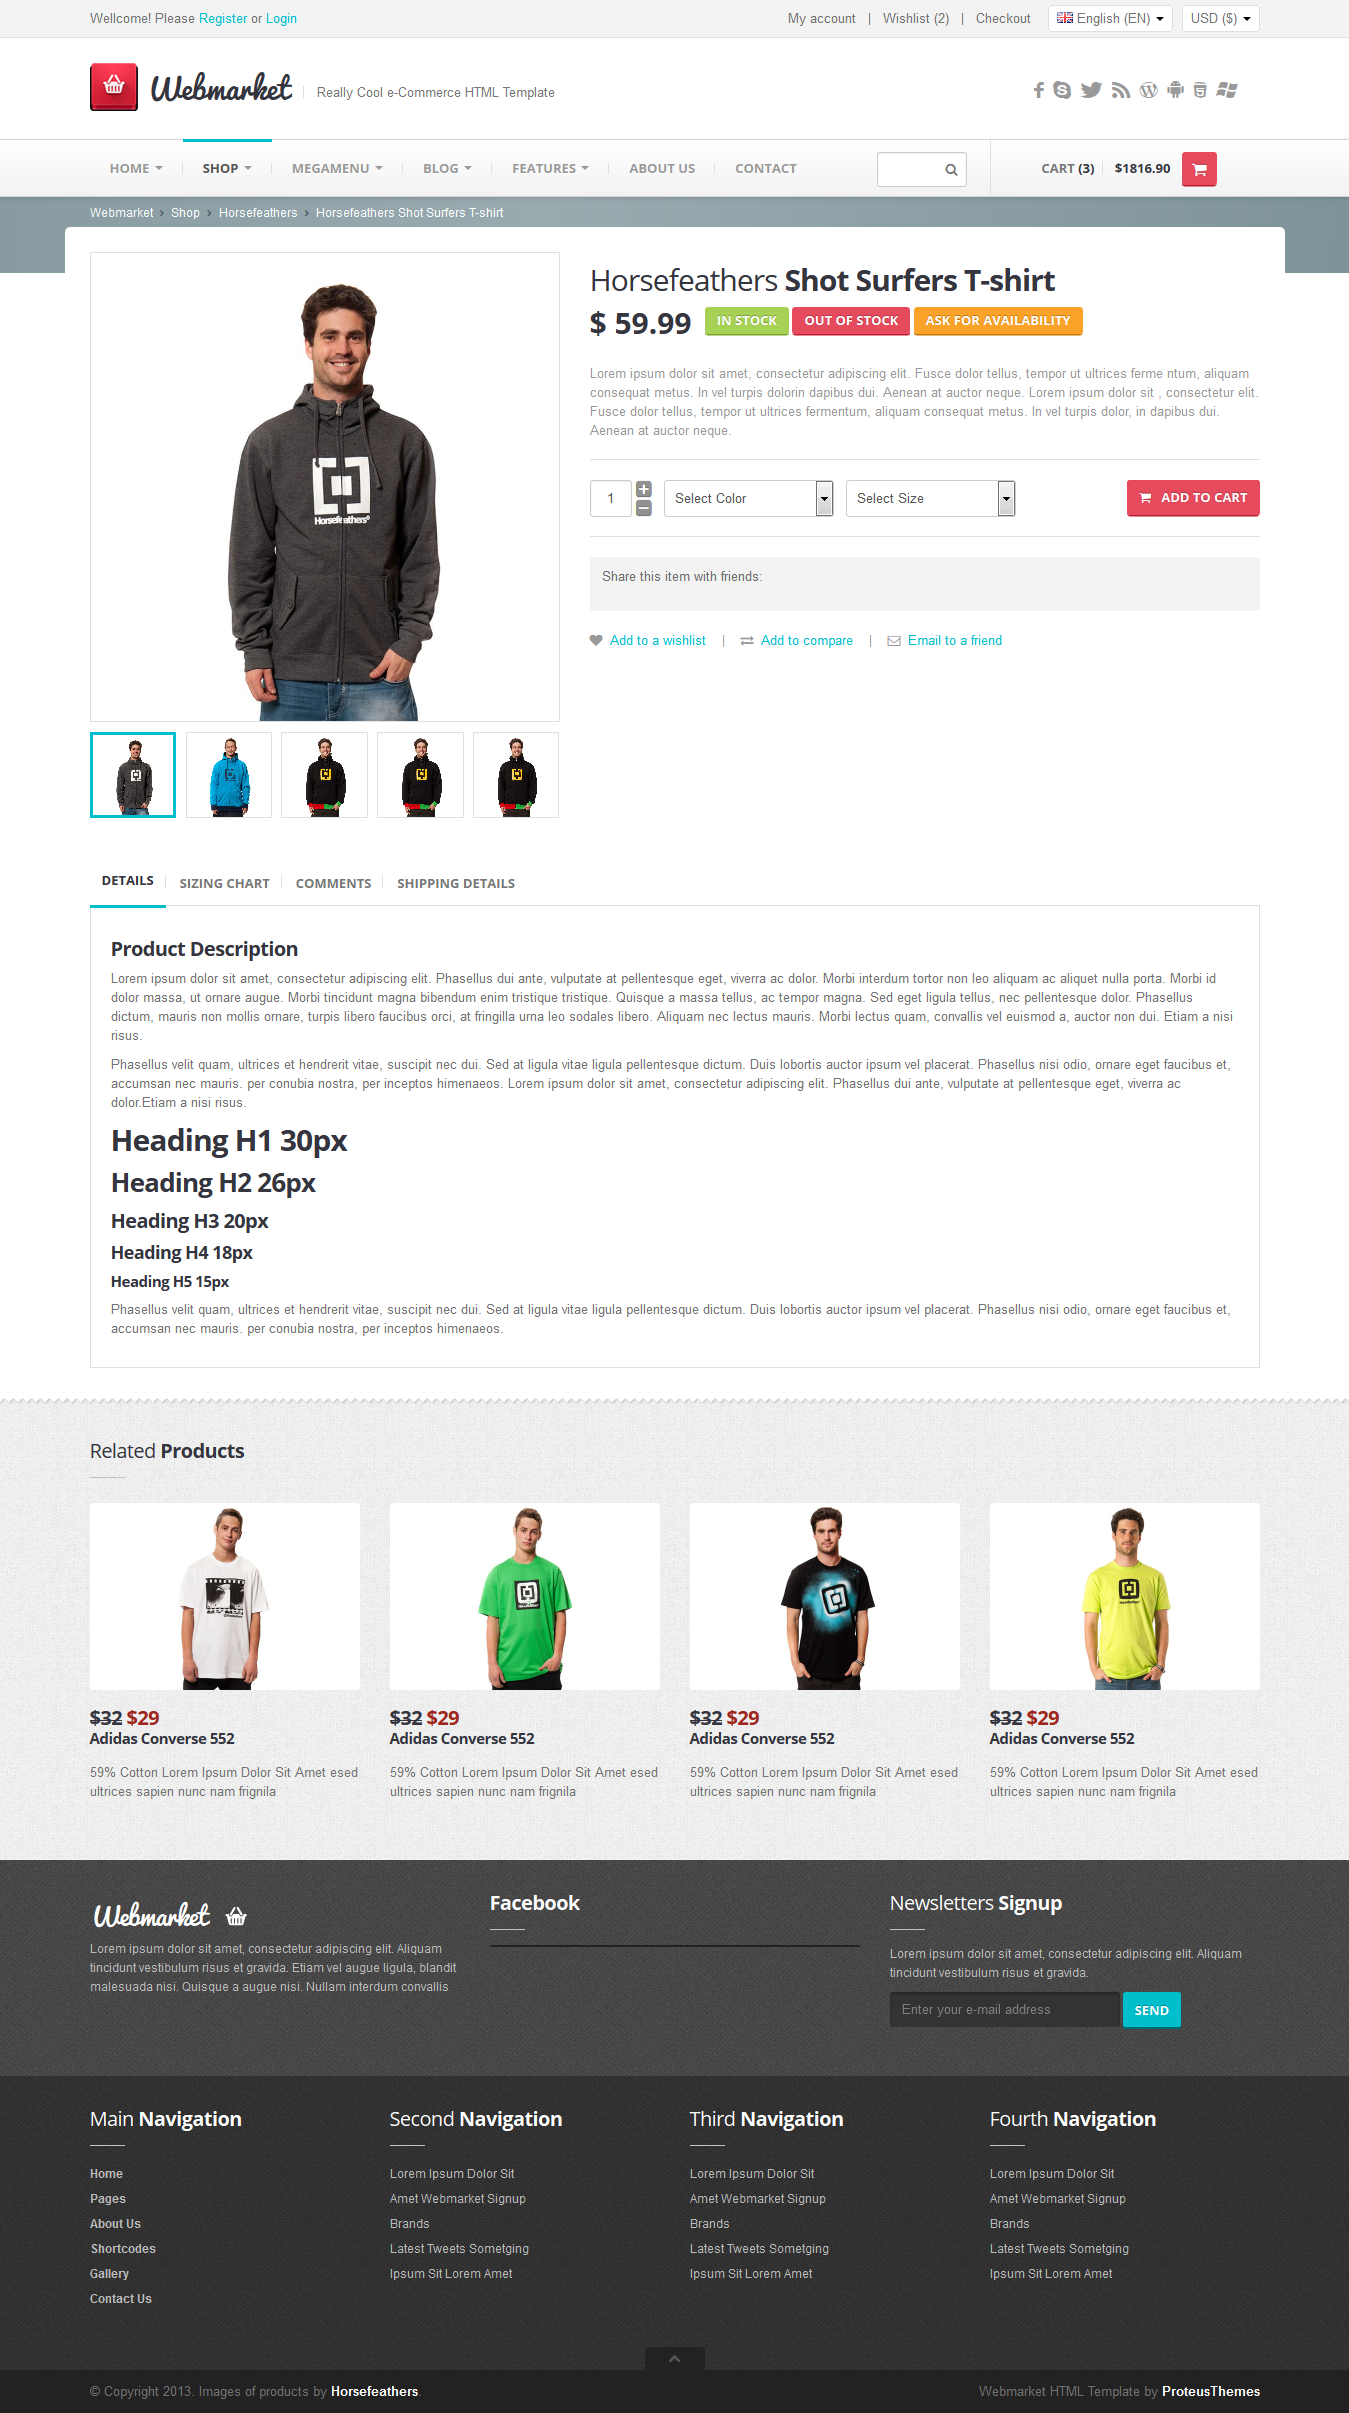 Wellcome! Please Register or Login
My account | Wishlist (2) | Checkout English (EN) USD ($)
Webmarket Really Cool e-Commerce HTML Template
HOME SHOP MEGAMENU BLOG FEATURES ABOUT US CONTACT
CART (3) $1816.90
Webmarket Shop Horsefeathers Horsefeathers Shot Surfers T-shirt
Horsefeathers®
Horsefeathers Shot Surfers T-shirt
$ 59.99 IN STOCK OUT OF STOCK ASK FOR AVAILABILITY
Lorem ipsum dolor sit amet, consectetur adipiscing elit. Fusce dolor tellus, tempor ut ultrices ferme ntum, aliquam
consequat metus. In vel turpis dolorin dapibus dui. Aenean at auctor neque. Lorem ipsum dolor sit , consectetur elit.
Fusce dolor tellus, tempor ut ultrices fermentum, aliquam consequat metus. In vel turpis dolor, in dapibus dui.
Aenean at auctor neque.
1 Select Color Select Size ADD TO CART
Share this item with friends:
Add to a wishlist | Add to compare | Email to a friend
DETAILS SIZING CHART COMMENTS SHIPPING DETAILS
Product Description
Lorem ipsum dolor sit amet, consectetur adipiscing elit. Phasellus dui ante, vulputate at pellentesque eget, viverra ac dolor. Morbi interdum tortor non leo aliquam ac aliquet nulla porta. Morbi id
dolor massa, ut ornare augue. Morbi tincidunt magna bibendum enim tristique tristique. Quisque a massa tellus, ac tempor magna. Sed eget ligula tellus, nec pellentesque dolor. Phasellus
dictum, mauris non mollis ornare, turpis libero faucibus orci, at fringilla urna leo sodales libero. Aliquam nec lectus mauris. Morbi lectus quam, convallis vel euismod a, auctor non dui. Etiam a nisi
risus.
Phasellus velit quam, ultrices et hendrerit vitae, suscipit nec dui. Sed at ligula vitae ligula pellentesque dictum. Duis lobortis auctor ipsum vel placerat. Phasellus nisi odio, ornare eget faucibus et,
accumsan nec mauris. per conubia nostra, per inceptos himenaeos. Lorem ipsum dolor sit amet, consectetur adipiscing elit. Phasellus dui ante, vulputate at pellentesque eget, viverra ac
dolor.Etiam a nisi risus.
Heading H1 30px
Heading H2 26px
Heading H3 20px
Heading H4 18px
Heading H5 15px
Phasellus velit quam, ultrices et hendrerit vitae, suscipit nec dui. Sed at ligula vitae ligula pellentesque dictum. Duis lobortis auctor ipsum vel placerat. Phasellus nisi odio, ornare eget faucibus et,
accumsan nec mauris. per conubia nostra, per inceptos himenaeos.
Related Products
$32 $29 $32 $29 $32 $29 $32 $29
Adidas Converse 552 Adidas Converse 552 Adidas Converse 552 Adidas Converse 552
59% Cotton Lorem Ipsum Dolor Sit Amet esed 59% Cotton Lorem Ipsum Dolor Sit Amet esed 59% Cotton Lorem Ipsum Dolor Sit Amet esed 59% Cotton Lorem Ipsum Dolor Sit Amet esed
ultrices sapien nunc nam frignila ultrices sapien nunc nam frignila ultrices sapien nunc nam frignila ultrices sapien nunc nam frignila
Webmarket
Lorem ipsum dolor sit amet, consectetur adipiscing elit. Aliquam
tincidunt vestibulum risus et gravida. Etiam vel augue ligula, blandit
malesuada nisi. Quisque a augue nisi. Nullam interdum convallis
Facebook
Newsletters Signup
Lorem ipsum dolor sit amet, consectetur adipiscing elit. Aliquam
tincidunt vestibulum risus et gravida.
Enter your e-mail address SEND
Main Navigation
Home
Pages
About Us
Shortcodes
Gallery
Contact Us
Second Navigation
Lorem Ipsum Dolor Sit
Amet Webmarket Signup
Brands
Latest Tweets Sometging
Ipsum Sit Lorem Amet
Third Navigation
Lorem Ipsum Dolor Sit
Amet Webmarket Signup
Brands
Latest Tweets Sometging
Ipsum Sit Lorem Amet
Fourth Navigation
Lorem Ipsum Dolor Sit
Amet Webmarket Signup
Brands
Latest Tweets Sometging
Ipsum Sit Lorem Amet
© Copyright 2013. Images of products by Horsefeathers.
Webmarket HTML Template by ProteusThemes